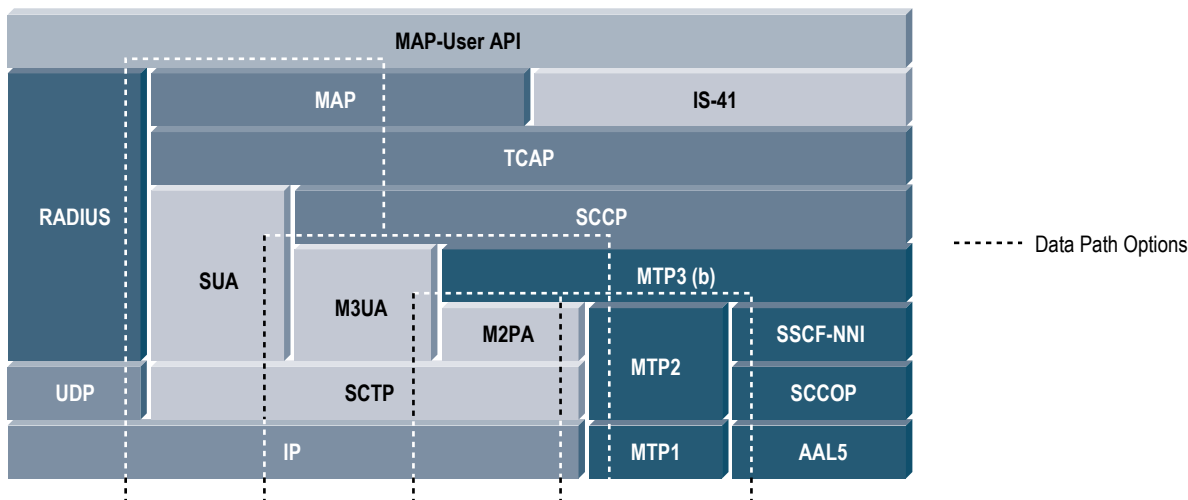 MAP-User API
MAP
IS-41
TCAP
RADIUS
SCCP
Data Path Options
SUA
MTP3 (b)
M3UA
M2PA
SSCF-NNI
MTP2
UDP
SCTP
SCCOP
IP
MTP1
AAL5